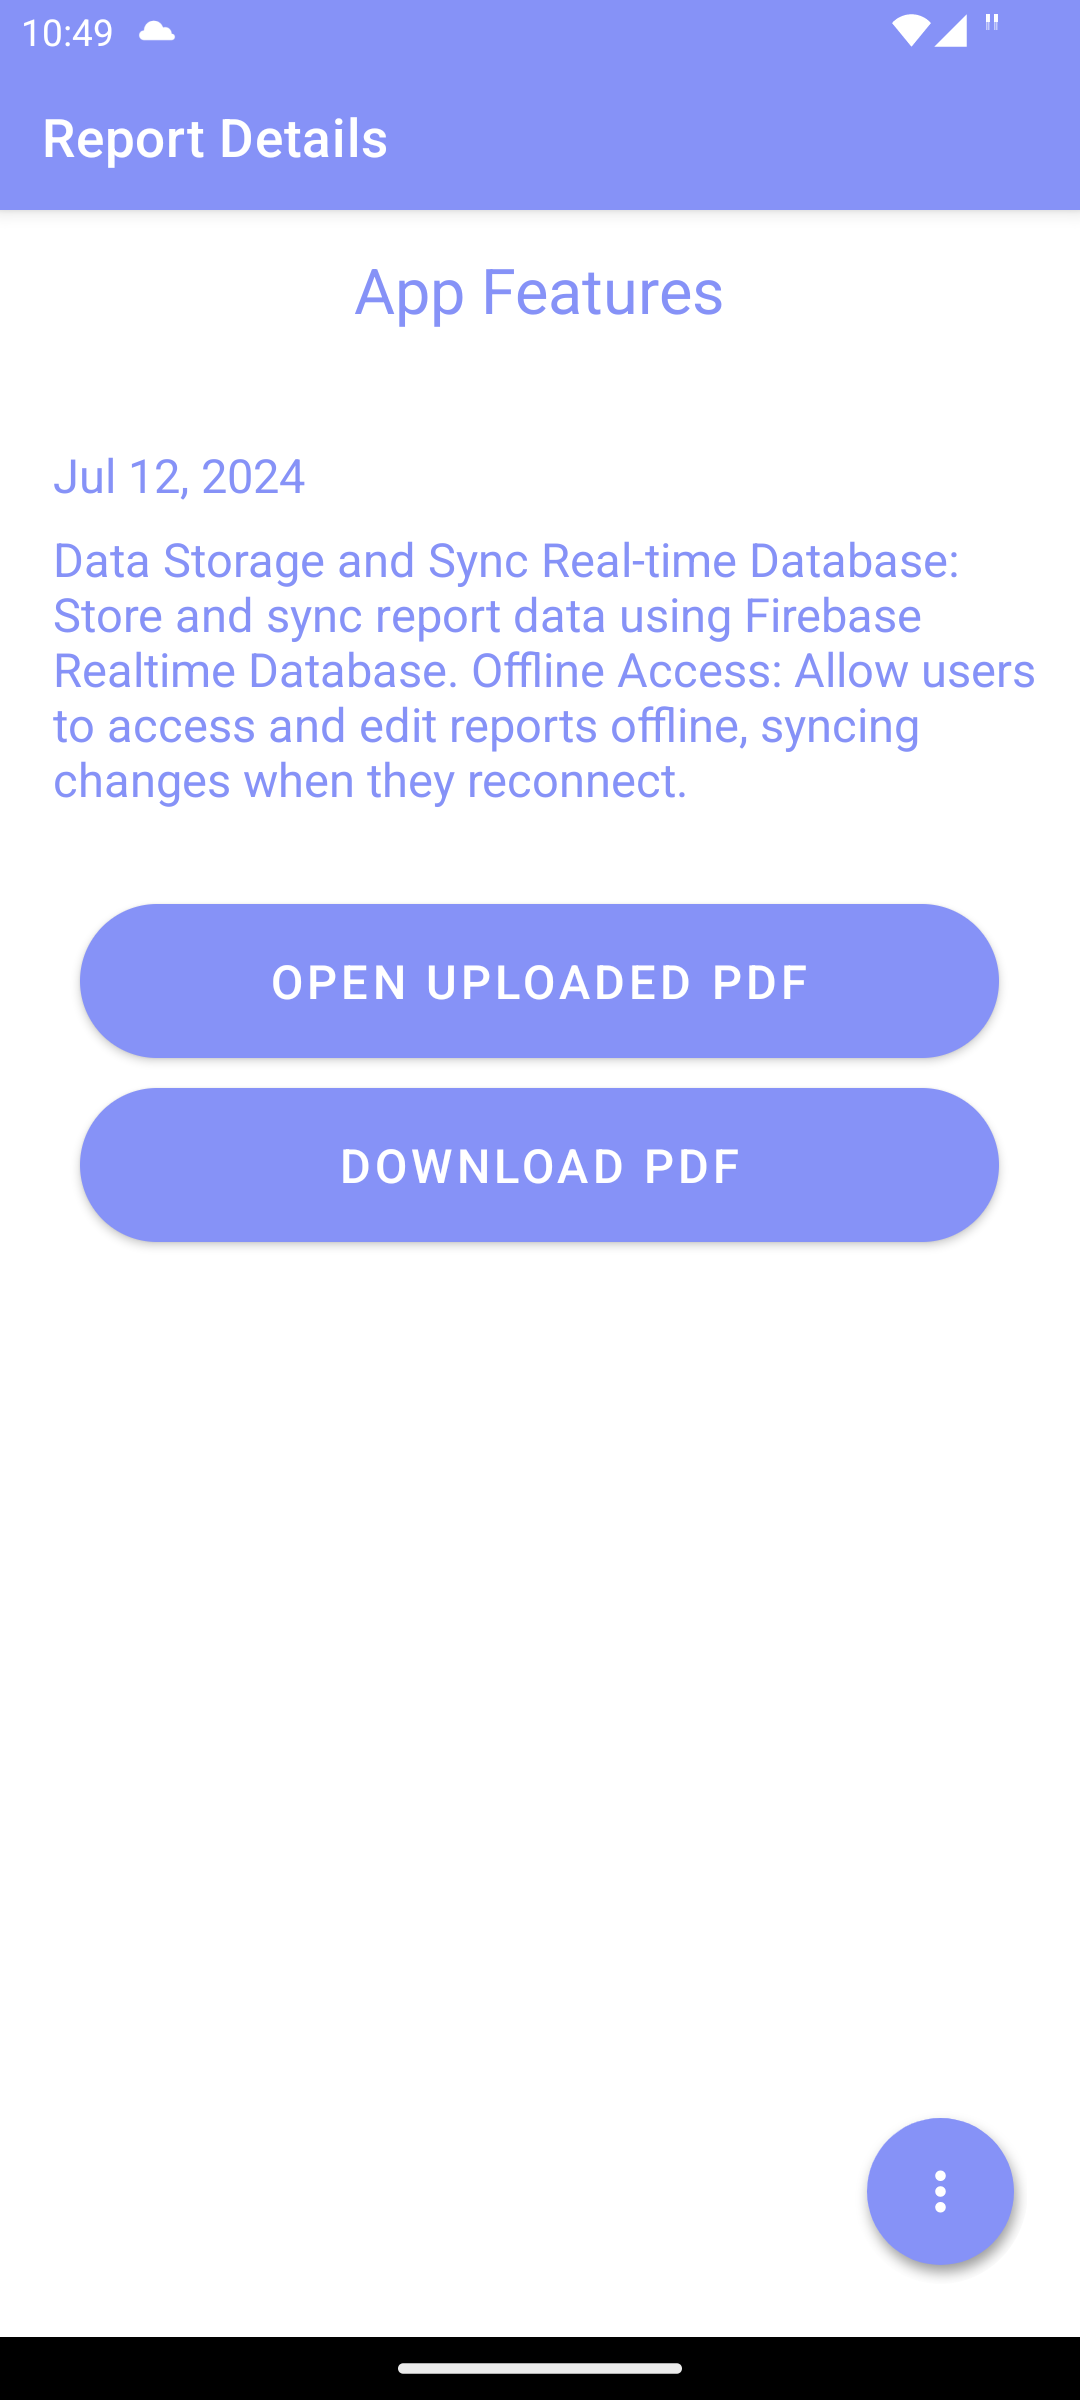 10:49
Report Details
App Features
Jul 12, 2024
Data Storage and Sync Real-time Database:
Store and sync report data using Firebase
Realtime Database. Offline Access: Allow users
to access and edit reports offline, syncing
changes when they reconnect.
OPEN UPLOADED PDF
DOWNLOAD PDF